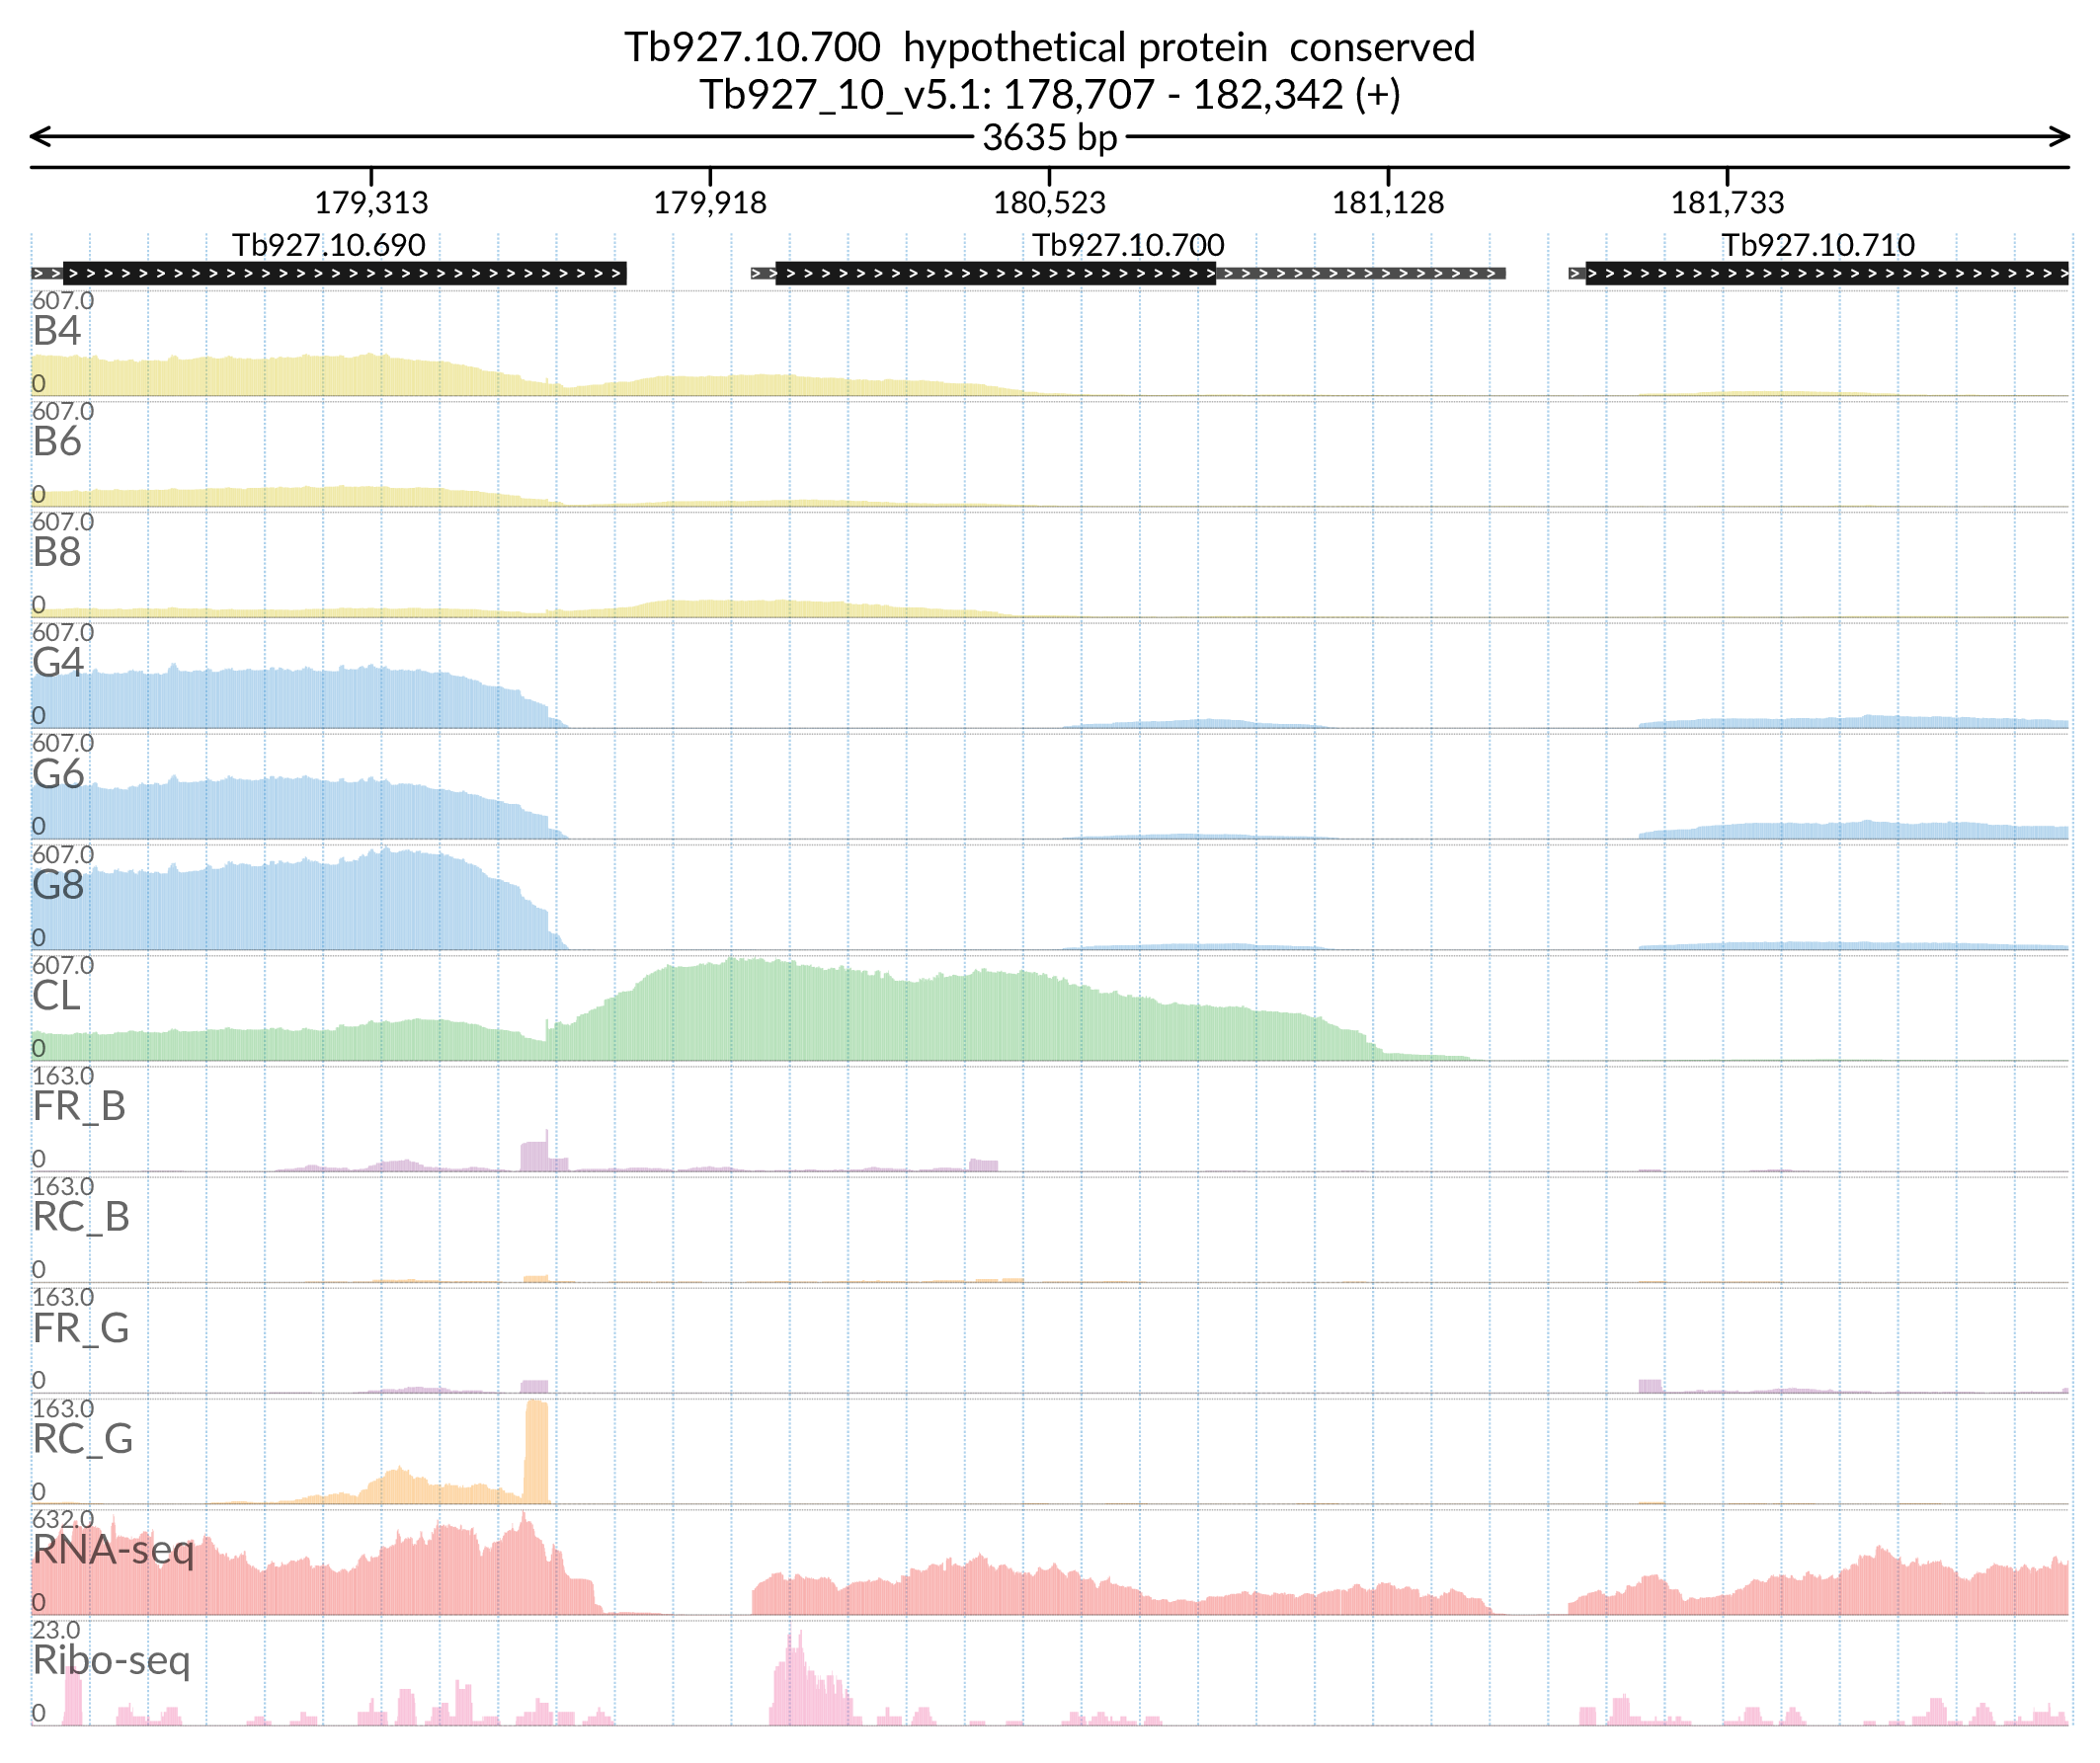 Tb927.10.700 hypothetical protein conserved
Tb927_10_v5.1: 178,707 - 182,342 (+)
3635 bp
179,313 179,918 180,523 181,128 181,733
Tb927.10.690 Tb927.10.700 Tb927.10.710
607.0
B4
0
607.0
B6
0
607.0
B8
0
607.0
G4
0
607.0
G6
0
607.0
G8
0
607.0
CL
0
163.0
FR_B
0
163.0
RC_B
0
163.0
FR_G
0
163.0
RC_G
0
632.0
RNA-seq
0
23.0
Ribo-seq
0